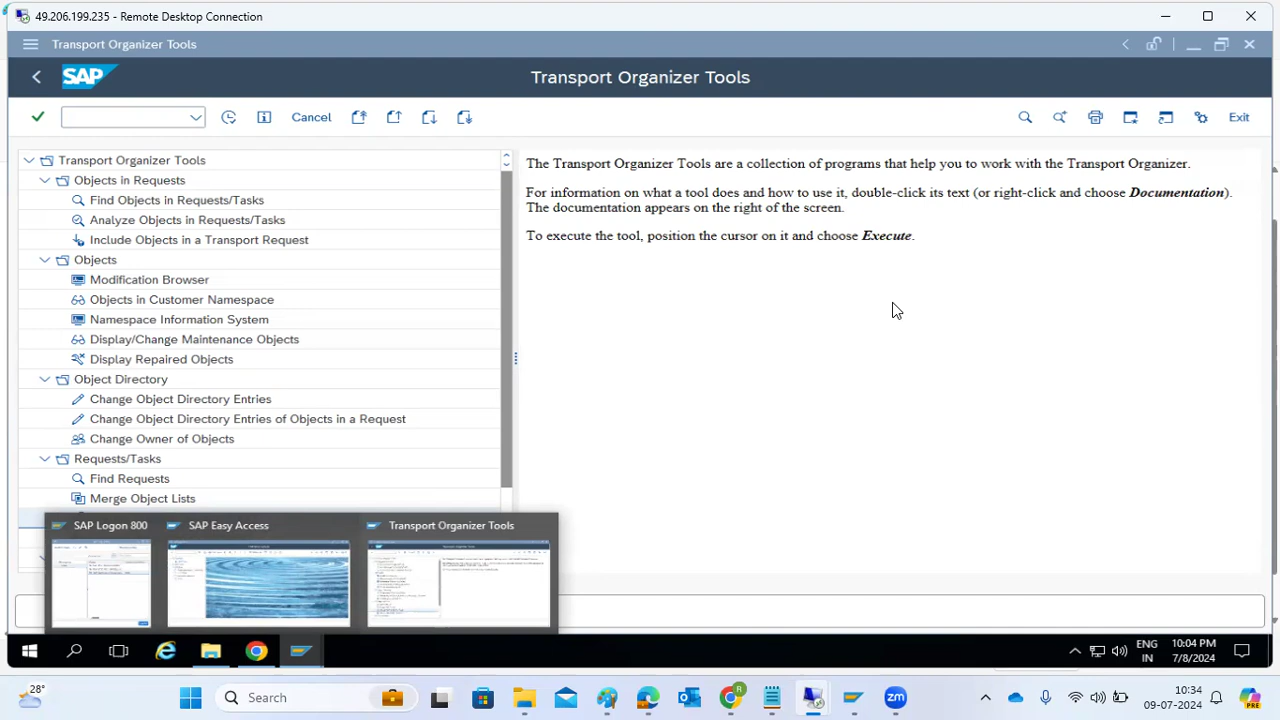 49.206.199.235 - Remote Desktop Connection
Transport Organizer Tools
SAP
Transport Organizer Tools
Cancel
Exit
Transport Organizer Tools
Objects in Requests
Find Objects in Requests/Tasks
Analyze Objects in Requests/Tasks
Include Objects in a Transport Request
Objects
Modification Browser
Objects in Customer Namespace
Namespace Information System
Display/Change Maintenance Objects
Display Repaired Objects
Object Directory
Change Object Directory Entries
Change Object Directory Entries of Objects in a Request
Change Owner of Objects
Requests/Tasks
Find Requests
Merge Object Lists
The Transport Organizer Tools are a collection of programs that help you to work with the Transport Organizer.
For information on what a tool does and how to use it, double-click its text (or right-click and choose Documentation).
The documentation appears on the right of the screen.
To execute the tool, position the cursor on it and choose Execute.
SAP Logon 800
SAP Easy Access
Transport Organizer Tools
ENG
IN
10:04 PM
7/8/2024
28°
Search
10:34
09-07-2024
PRE